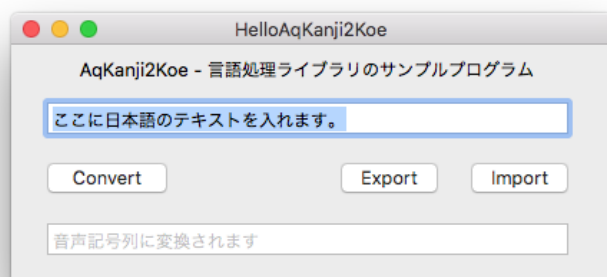 HelloAqKanji2Koe
AqKanji2Koe - 言語処理ライブラリのサンプルプログラム
ここに日本語のテキストを入れます。
Convert Export Import
音声記号列に変換されます